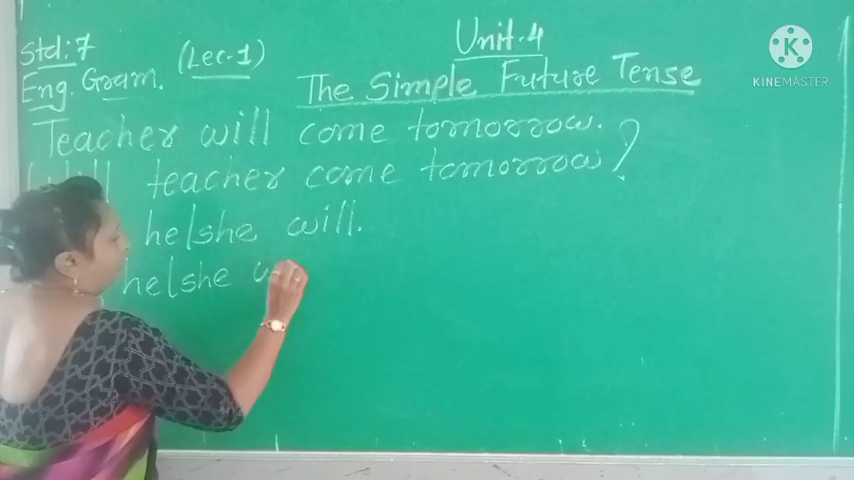 Std:7
Eng. Gram. (Lec-1)
Unit-4
The Simple Future Tense
Teacher will come tomorrow.
teacher come tomorrow?
he/she will.
he/she
K
KINEMASTER